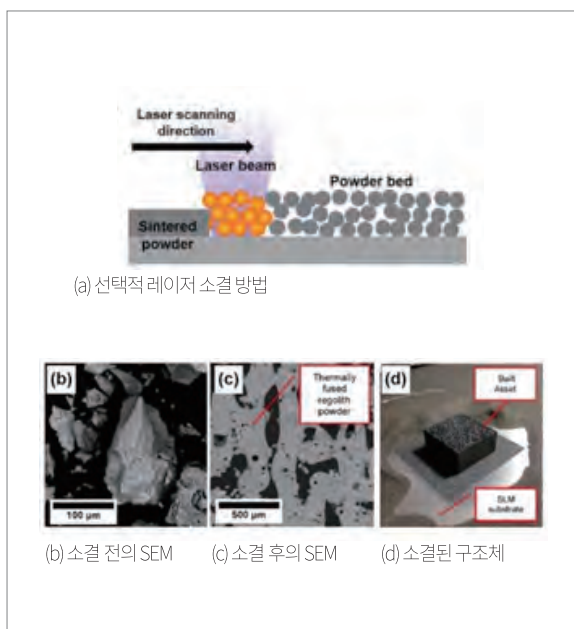 Laser scanning
direction
Laser beam
Powder bed
Sintered
powder
(a) 선택적 레이저 소결 방법
(b)
100 μm
(c)
Thermally
fused
regolith
powder
500 μm
(d)
Built
Asset
SLM
substrate
(b) 소결 전의 SEM
(c) 소결 후의 SEM
(d) 소결된 구조체